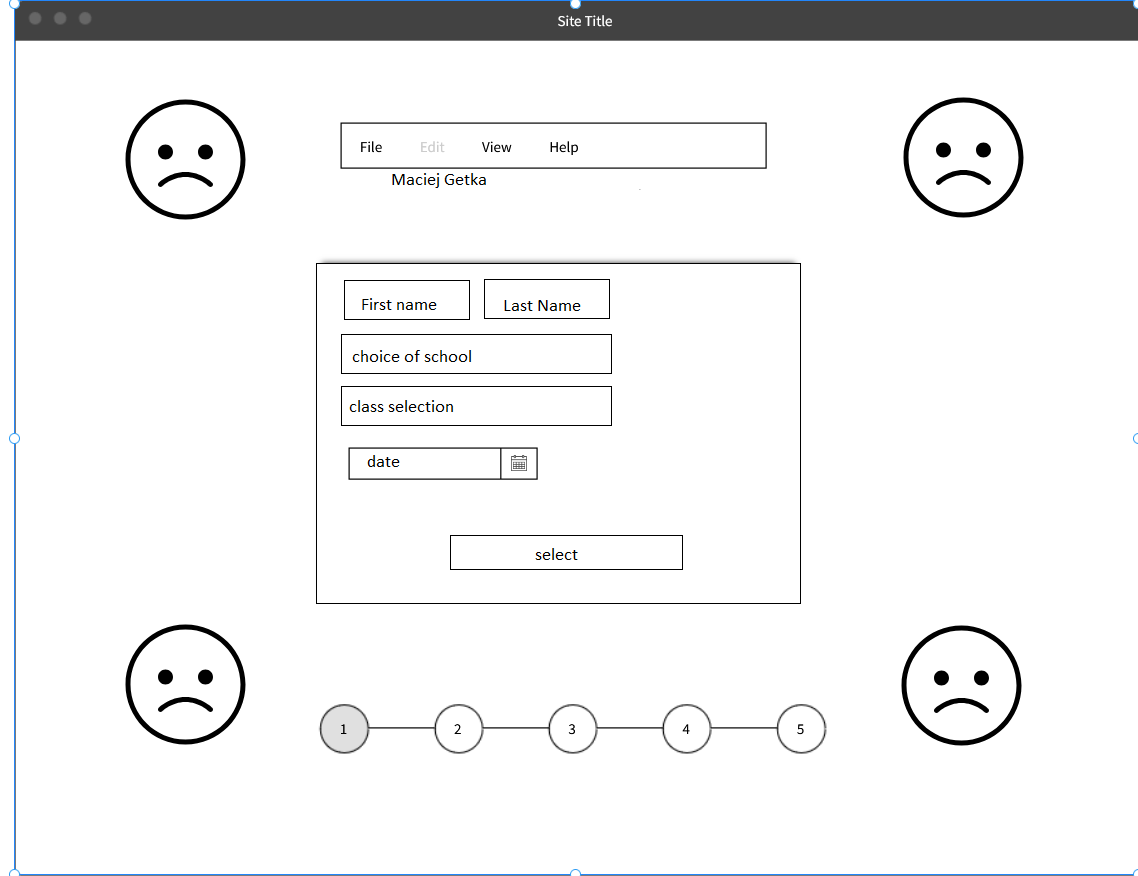 Site Title
File Edit View Help
Maciej Getka
First name Last Name
choice of school
class selection
date
select
1 2 3 4 5